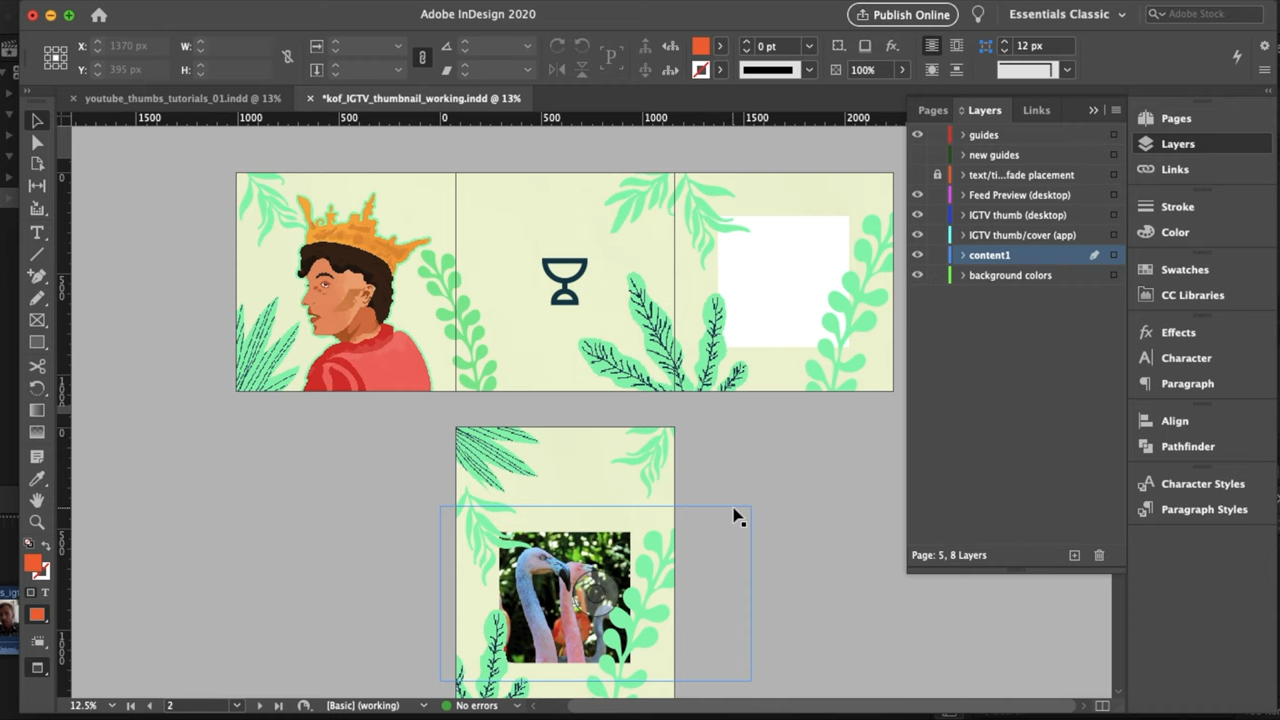 Adobe InDesign 2020
Publish Online
Essentials Classic
Adobe Stock
X: 1370 px
W:
0 pt
12 px
Y: 395 px
H:
100%
youtube_thumbs_tutorials_01.indd @ 13%
*kof_IGTV_thumbnail_working.indd @ 13%
1500
1000
500
0
500
1000
1500
2000
Pages
Layers
Links
guides
new guides
text/ti...fade placement
Feed Preview (desktop)
IGTV thumb (desktop)
IGTV thumb/cover (app)
content1
background colors
Page: 5, 8 Layers
Pages
Layers
Links
Stroke
Color
Swatches
CC Libraries
Effects
Character
Paragraph
Align
Pathfinder
Character Styles
Paragraph Styles
12.5%
2
[Basic] (working)
No errors